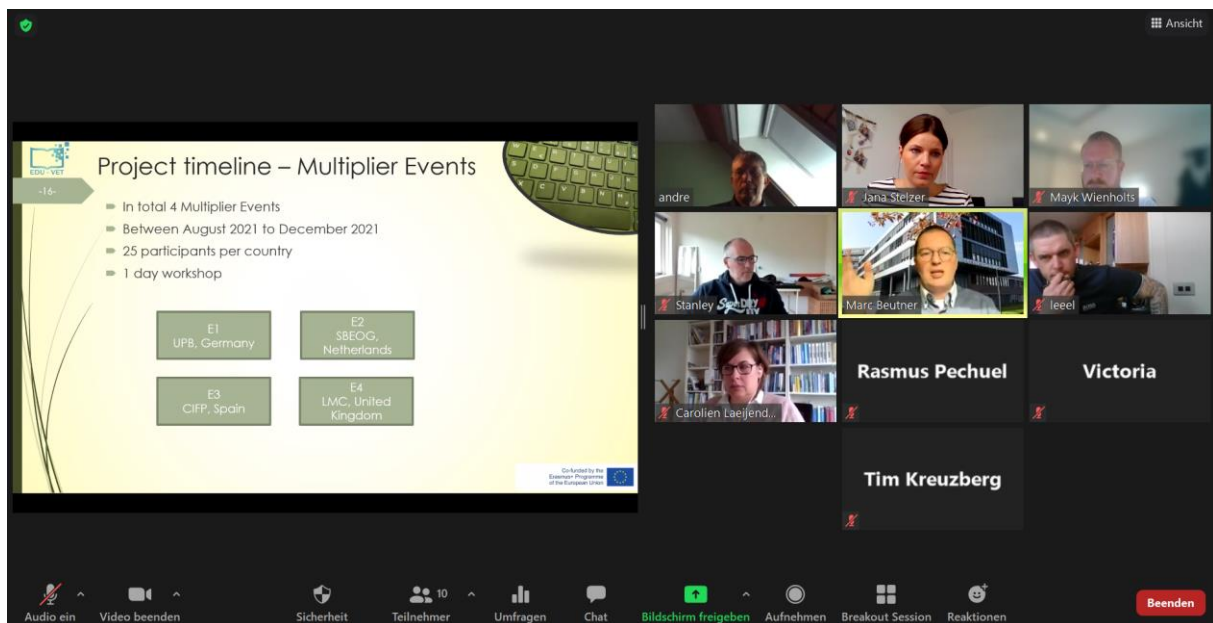 Ansicht
EDU - VET
-16-
Project timeline – Multiplier Events
In total 4 Multiplier Events
Between August 2021 to December 2021
25 participants per country
1 day workshop
E1
UPB, Germany
E2
SBEOG,
Netherlands
E3
CIFP, Spain
E4
LMC, United
Kingdom
Co-funded by the
Erasmus+ Programme
of the European Union
andre
Jana Stelzer
Mayk Wienholts
Stanley
Marc Beutner
leeel
Carolien Laeijend...
Rasmus Pechuel
Victoria
Tim Kreuzberg
Audio ein
Video beenden
Sicherheit
10
Teilnehmer
Umfragen
Chat
Bildschirm freigeben
Aufnehmen
Breakout Session
Reaktionen
Beenden